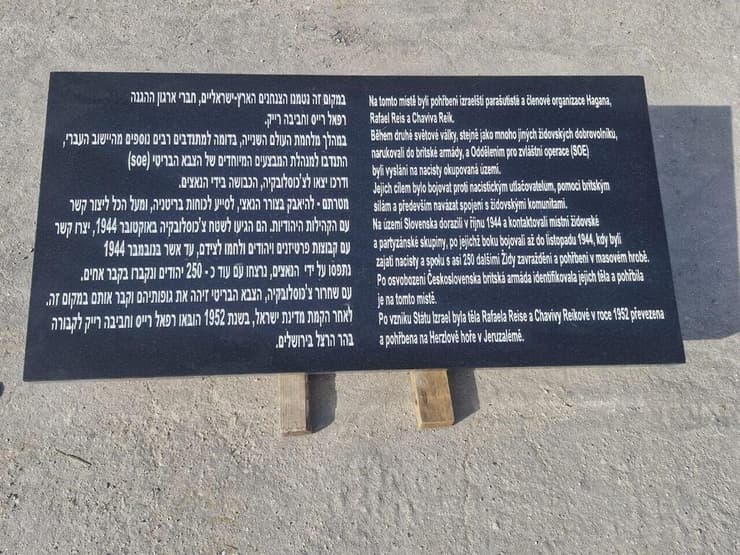 במקום זה נטמנו הצנחנים הארץ-ישראליים, חברי ארגון ההגנה
רפאל רייס וחביבה רייק.
במהלך מלחמת העולם השנייה, בדומה למתנדבים רבים נוספים מהיישוב העברי,
התנדבו למנהלת המבצעים המיוחדים של הצבא הבריטי (soe)
ודרכו יצאו לצ'כוסלובקיה, הכבושה בידי הנאצים.
מטרתם - להיאבק בצורר הנאצי, לסייע לכוחות בריטניה, ומעל הכל ליצור קשר
עם הקהילות היהודיות. הם הגיעו לשטח צ'כוסלובקיה באוקטובר 1944, יצרו קשר
עם קבוצות פרטיזנים ויהודים ולחמו לצידם, עד אשר בנובמבר 1944
נתפסו על ידי הנאצים, נרצחו עם עוד כ - 250 יהודים ונקברו בקבר אחים.
עם שחרור צ'כוסלובקיה, הצבא הבריטי זיהה את גופותיהם וקבר אותם במקום זה.
לאחר הקמת מדינת ישראל, בשנת 1952 הובאו רפאל רייס וחביבה רייק לקבורה
בהר הרצל בירושלים.
Na tomto místě byli pohřbeni izraelští parašutisté a členové organizace Hagana,
Rafael Reis a Chaviva Reik.
Během druhé světové války, stejně jako mnoho jiných židovských dobrovolníků,
narukovali do britské armády, a Oddělením pro zvláštní operace (SOE)
byli vysláni na nacisty okupovaná území.
Jejich cílem bylo bojovat proti nacistickým utlačovatelům, pomoci britským
silám a především navázat spojení s židovskými komunitami.
Na území Slovenska dorazili v říjnu 1944 a kontaktovali místní židovské
a partyzánské skupiny, po jejichž boku bojovali až do listopadu 1944, kdy byli
zajati nacisty a spolu s asi 250 dalšími Židy zavražděni a pohřbeni v masovém hrobě.
Po osvobození Československa britská armáda identifikovala jejich těla a pohřbila
je na tomto místě.
Po vzniku Státu Izrael byla těla Rafaela Reise a Chavivy Reikové v roce 1952 převezena
a pohřbena na Herzlově hoře v Jeruzalémě.